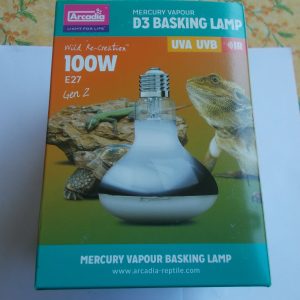 Arcadia
LIGHT FOR LIFE
MERCURY VAPOUR
D3 BASKING LAMP
UVA UVB
Wild Re-Creation
100W
E27
Gen 2
MERCURY VAPOUR BASKING LAMP
www.arcadia-reptile.com